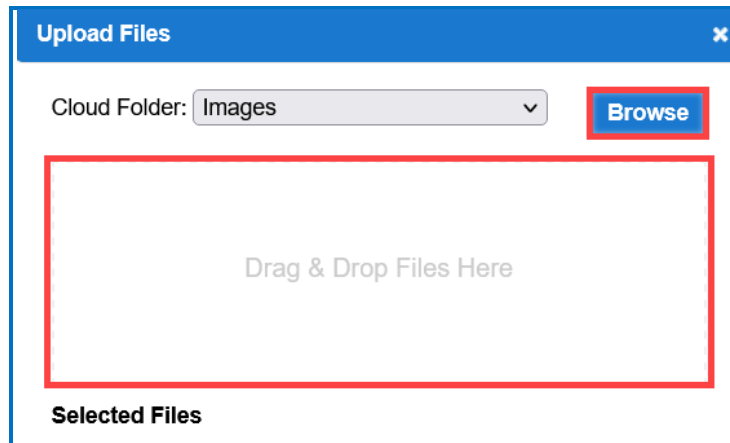 Upload Files
Cloud Folder: Images Browse
Drag & Drop Files Here
Selected Files